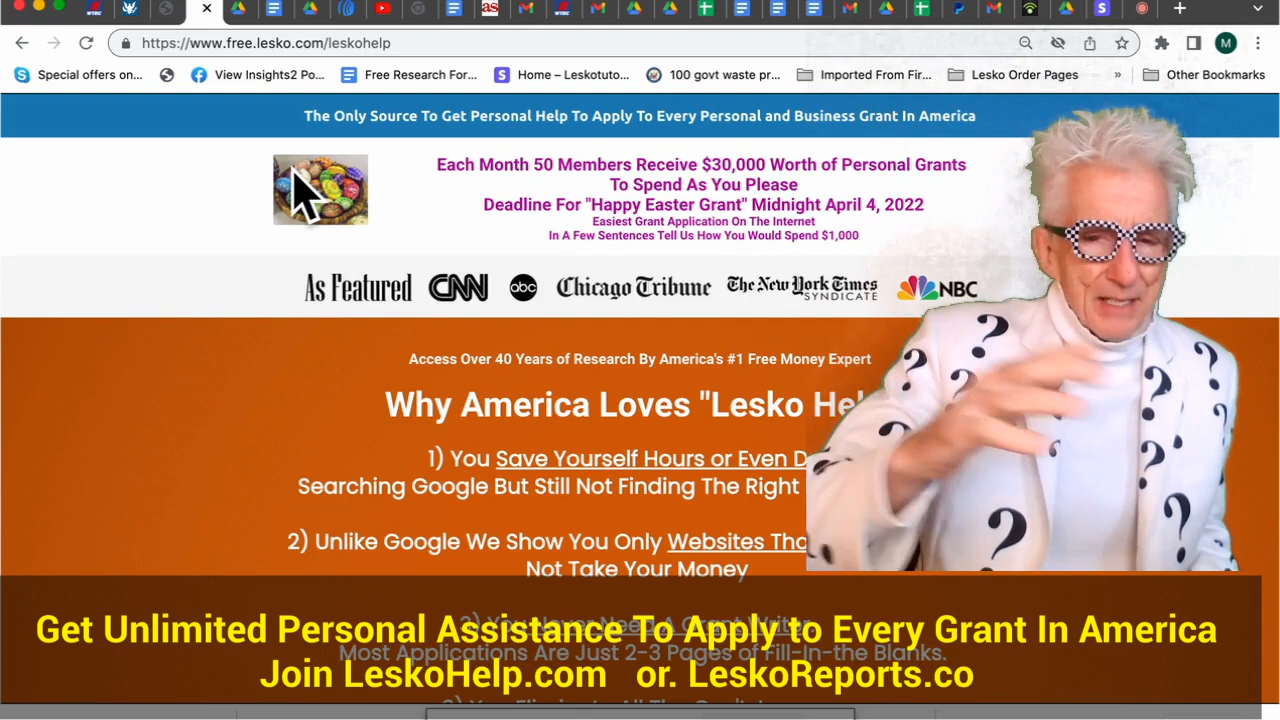 https://www.free.lesko.com/leskohelp
M
Special offers on...
View Insights2 Po...
Free Research For...
Home – Leskotuto...
100 govt waste pr...
Imported From Fir...
Lesko Order Pages
»
Other Bookmarks
The Only Source To Get Personal Help To Apply To Every Personal and Business Grant In America
Each Month 50 Members Receive $30,000 Worth of Personal Grants
To Spend As You Please
Deadline For "Happy Easter Grant" Midnight April 4, 2022
Easiest Grant Application On The Internet
In A Few Sentences Tell Us How You Would Spend $1,000
As Featured CNN abc Chicago Tribune The New York Times SYNDICATE NBC
Access Over 40 Years of Research By America's #1 Free Money Expert
Why America Loves "Lesko Hel
1) You Save Yourself Hours or Even D
Searching Google But Still Not Finding The Right
2) Unlike Google We Show You Only Websites Tha
Not Take Your Money
3) You Never Need A Grant Writer
Most Applications Are Just 2-3 Pages of Fill-In-the Blanks.
Get Unlimited Personal Assistance To Apply to Every Grant In America
Join LeskoHelp.com or. LeskoReports.co